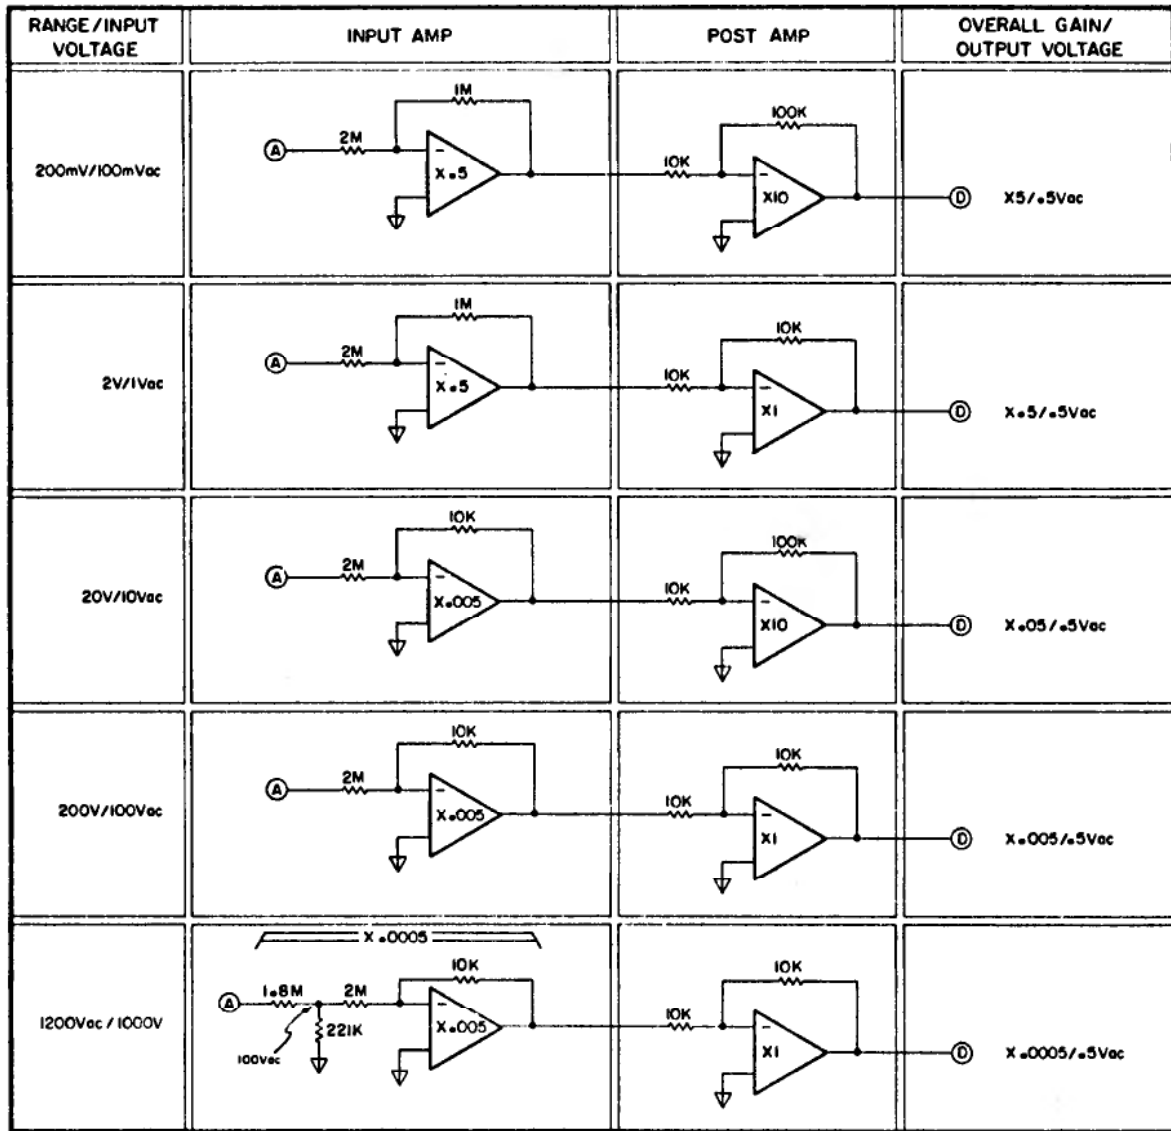 RANGE/INPUT
VOLTAGE
INPUT AMP
POST AMP
OVERALL GAIN/
OUTPUT VOLTAGE
200mV/100mVac
A
2M
1M
-
X.5
10K
100K
-
X10
D
X5/.5Vac
2V/1Vac
A
2M
1M
-
X.5
10K
10K
-
X1
D
X.5/.5Vac
20V/10Vac
A
2M
10K
-
X.005
10K
100K
-
X10
D
X.05/.5Vac
200V/100Vac
A
2M
10K
-
X.005
10K
10K
-
X1
D
X.005/.5Vac
1200Vac/1000V
X.0005
A
1.8M
2M
221K
100Vac
10K
-
X.005
10K
10K
-
X1
D
X.0005/.5Vac